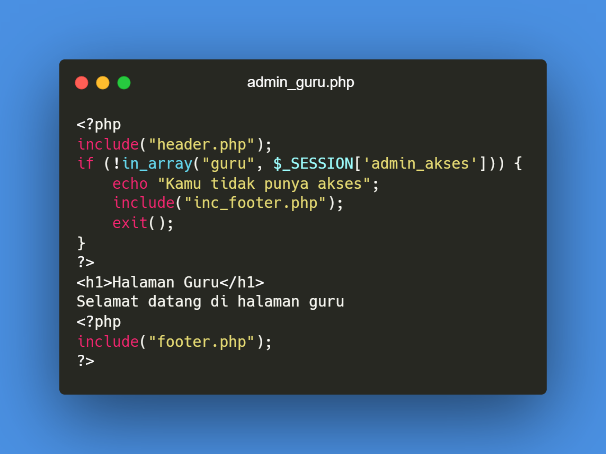 admin_guru.php
<?php
include("header.php");
if (!in_array("guru", $_SESSION['admin_akses'])) {
    echo "Kamu tidak punya akses";
    include("inc_footer.php");
    exit();
}
?>
<h1>Halaman Guru</h1>
Selamat datang di halaman guru
<?php
include("footer.php");
?>